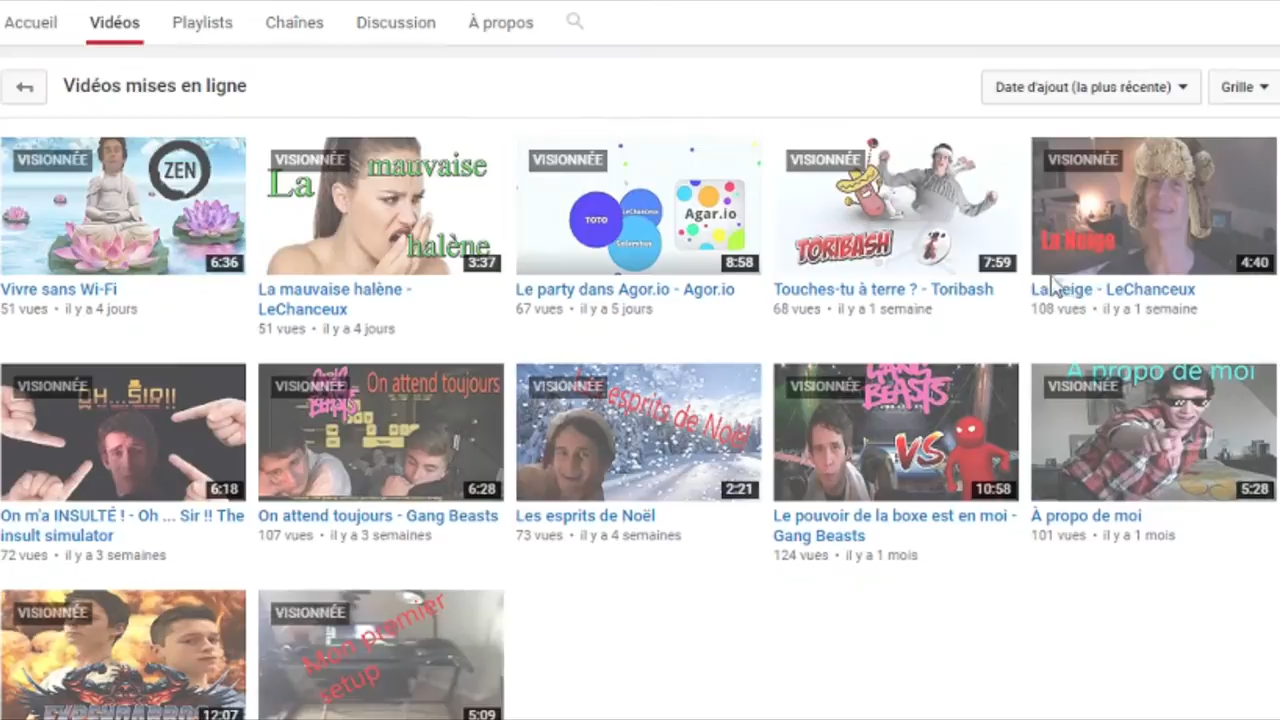 Accueil
Vidéos
Playlists
Chaînes
Discussion
À propos
Vidéos mises en ligne
Date d'ajout (la plus récente)
Grille
VISIONNÉE
ZEN
6:36
Vivre sans Wi-Fi
51 vues • il y a 4 jours
VISIONNÉE
La
mauvaise
halène
3:37
La mauvaise halène -
LeChanceux
51 vues • il y a 4 jours
VISIONNÉE
TOTO
LeChanceux
Agar.io
8:58
Le party dans Agor.io - Agor.io
67 vues • il y a 5 jours
VISIONNÉE
TORIBASH
7:59
Touches-tu à terre ? - Toribash
68 vues • il y a 1 semaine
VISIONNÉE
La Neige
4:40
La neige - LeChanceux
108 vues • il y a 1 semaine
VISIONNÉE
OH...SIR!!
6:18
On m'a INSULTÉ ! - Oh ... Sir !! The
insult simulator
72 vues • il y a 3 semaines
VISIONNÉE
GANG
BEASTS
On attend toujours
6:28
On attend toujours - Gang Beasts
107 vues • il y a 3 semaines
VISIONNÉE
Les esprits de Noël
2:21
Les esprits de Noël
73 vues • il y a 4 semaines
VISIONNÉE
GANG
BEASTS
VS
10:58
Le pouvoir de la boxe est en moi -
Gang Beasts
124 vues • il y a 1 mois
VISIONNÉE
À propo de moi
5:28
À propos de moi
101 vues • il y a 1 mois
VISIONNÉE
12:07
VISIONNÉE
Mon premier
setup
5:09